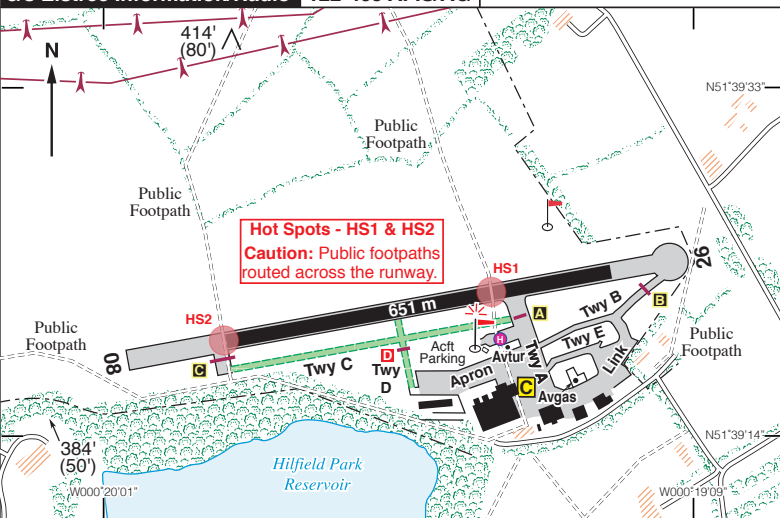 N
414'
(80')
N51°39'33"
Public
Footpath
Public
Footpath
Hot Spots - HS1 & HS2
Caution: Public footpaths
routed across the runway.
HS1
26
651 m
A
Twy B
B
HS2
Public
Footpath
08
C
Twy C
D
Twy
D
Acft
Parking
H
Avtur
Apron
Twy A
Twy E
Link
C
Avgas
Public
Footpath
384'
(50')
Hilfield Park
Reservoir
N51°39'14"
W000°20'01"
W000°19'09"